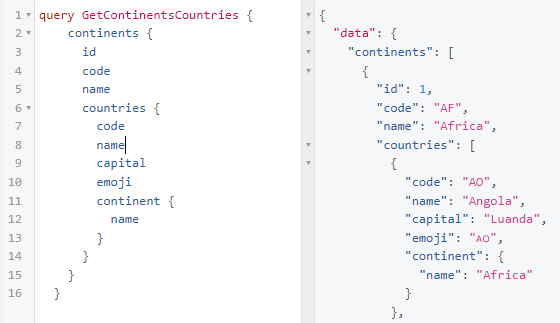 1 query GetContinentsCountries {
2 continents {
3 id
4 code
5 name
6 countries {
7 code
8 name
9 capital
10 emoji
11 continent {
12 name
13 }
14 }
15 }
16 }
{
"data": {
"continents": [
{
"id": 1,
"code": "AF",
"name": "Africa",
"countries": [
{
"code": "AO",
"name": "Angola",
"capital": "Luanda",
"emoji": "🇦🇴",
"continent": {
"name": "Africa"
}
},